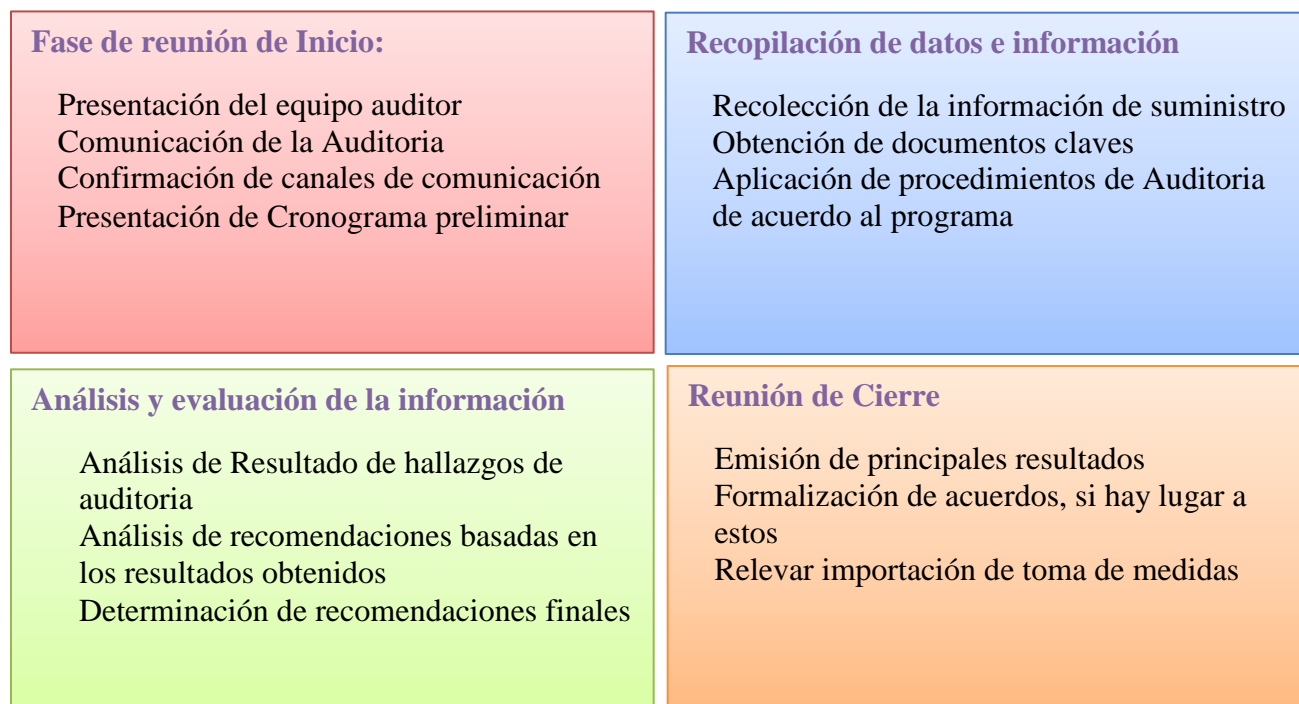 Fase de reunión de Inicio:
Presentación del equipo auditor
Comunicación de la Auditoria
Confirmación de canales de comunicación
Presentación de Cronograma preliminar
Recopilación de datos e información
Recolección de la información de suministro
Obtención de documentos claves
Aplicación de procedimientos de Auditoria
de acuerdo al programa
Análisis y evaluación de la información
Análisis de Resultado de hallazgos de
auditoria
Análisis de recomendaciones basadas en
los resultados obtenidos
Determinación de recomendaciones finales
Reunión de Cierre
Emisión de principales resultados
Formalización de acuerdos, si hay lugar a
estos
Relevar importación de toma de medidas